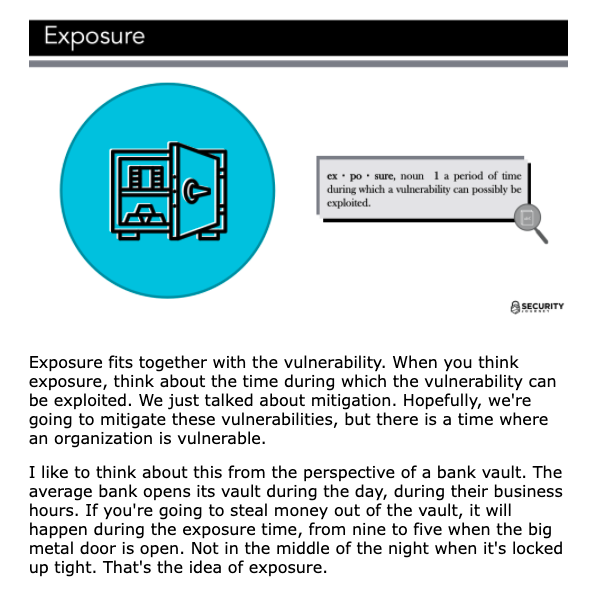 Exposure
ex • po • sure, noun 1 a period of time
during which a vulnerability can possibly be
exploited.
SECURITY
JOURNEY
Exposure fits together with the vulnerability. When you think
exposure, think about the time during which the vulnerability can
be exploited. We just talked about mitigation. Hopefully, we're
going to mitigate these vulnerabilities, but there is a time where
an organization is vulnerable.
I like to think about this from the perspective of a bank vault. The
average bank opens its vault during the day, during their business
hours. If you're going to steal money out of the vault, it will
happen during the exposure time, from nine to five when the big
metal door is open. Not in the middle of the night when it's locked
up tight. That's the idea of exposure.